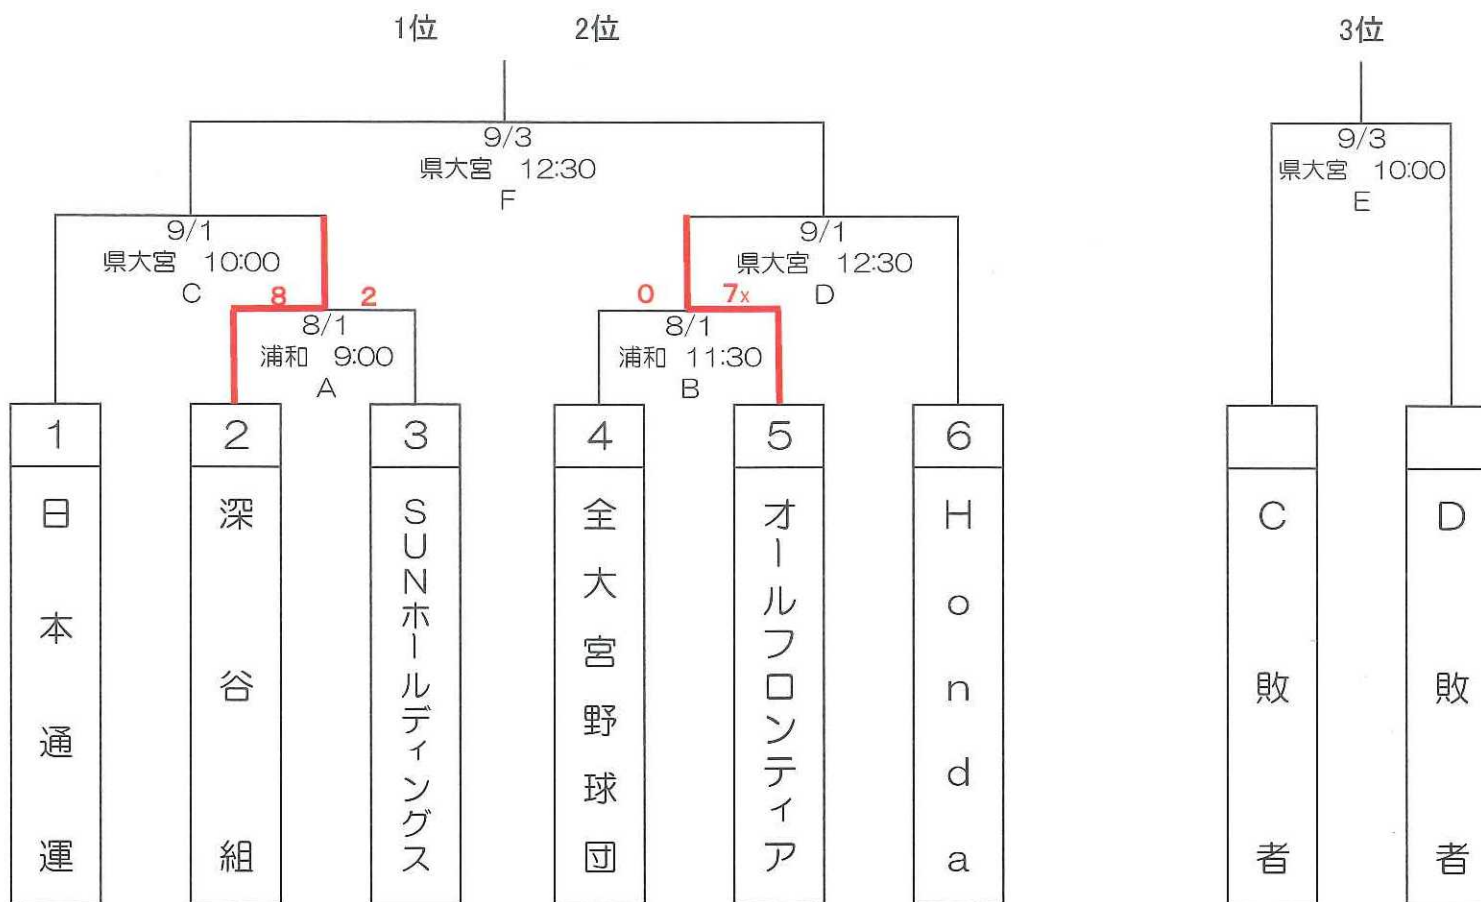 1位 2位 3位
9/3
県大宮 12:30
F
9/3
県大宮 10:00
E
9/1
県大宮 10:00
C
9/1
県大宮 12:30
D
8 2
8/1
浦和 9:00
A
0 7x
8/1
浦和 11:30
B
1
日本通運
2
深谷組
3
SUNホールディングス
4
全大宮野球団
5
オールフロンティア
6
Honda
C敗者
D敗者